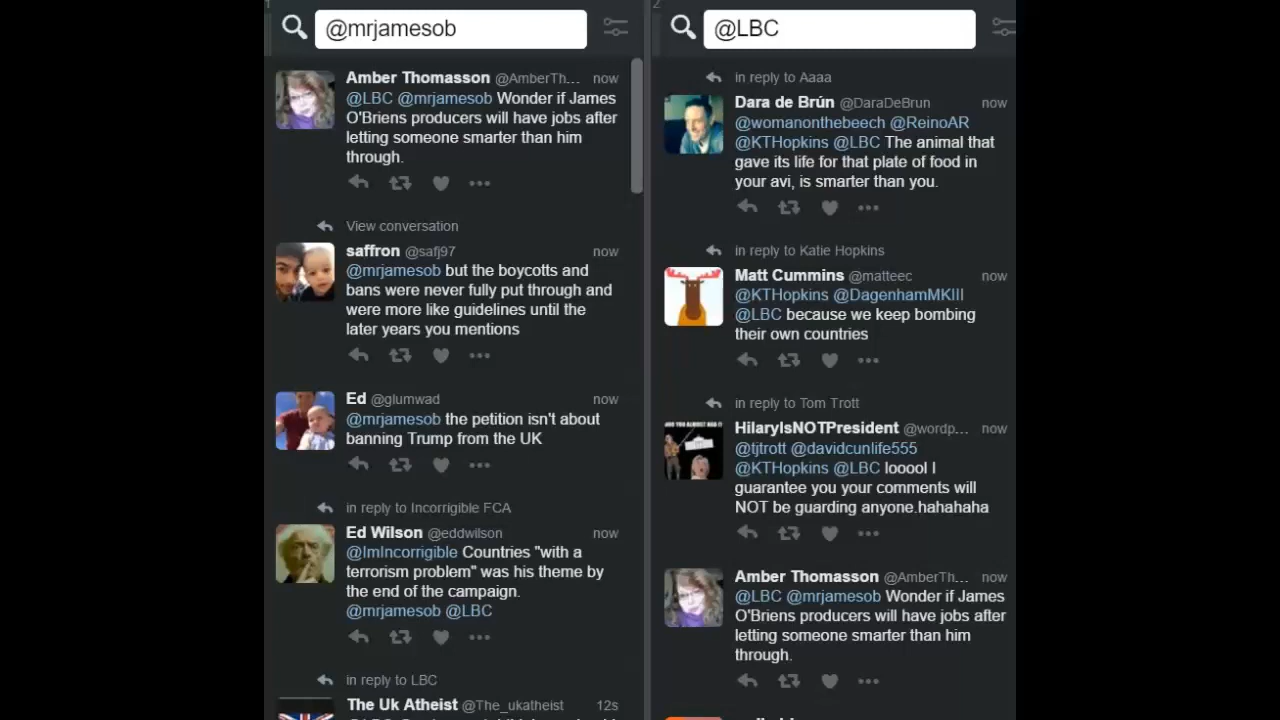 1
@mrjamesob
Amber Thomasson @AmberTh... now
@LBC @mrjamesob Wonder if James
O'Briens producers will have jobs after
letting someone smarter than him
through.
View conversation
saffron @safj97 now
@mrjamesob but the boycotts and
bans were never fully put through and
were more like guidelines until the
later years you mentions
Ed @glumwad now
@mrjamesob the petition isn't about
banning Trump from the UK
in reply to Incorrigible FCA
Ed Wilson @eddwilson now
@ImIncorrigible Countries "with a
terrorism problem" was his theme by
the end of the campaign.
@mrjamesob @LBC
in reply to LBC
The Uk Atheist @The_ukatheist 12s
2
@LBC
in reply to Aaaa
Dara de Brún @DaraDeBrun now
@womanonthebeech @ReinoAR
@KTHopkins @LBC The animal that
gave its life for that plate of food in
your avi, is smarter than you.
in reply to Katie Hopkins
Matt Cummins @matteec now
@KTHopkins @DagenhamMKIII
@LBC because we keep bombing
their own countries
in reply to Tom Trott
HilaryIsNOTPresident @wordp... now
@tjtrott @davidcunlife555
@KTHopkins @LBC looool I
guarantee you your comments will
NOT be guarding anyone.hahahaha
Amber Thomasson @AmberTh... now
@LBC @mrjamesob Wonder if James
O'Briens producers will have jobs after
letting someone smarter than him
through.